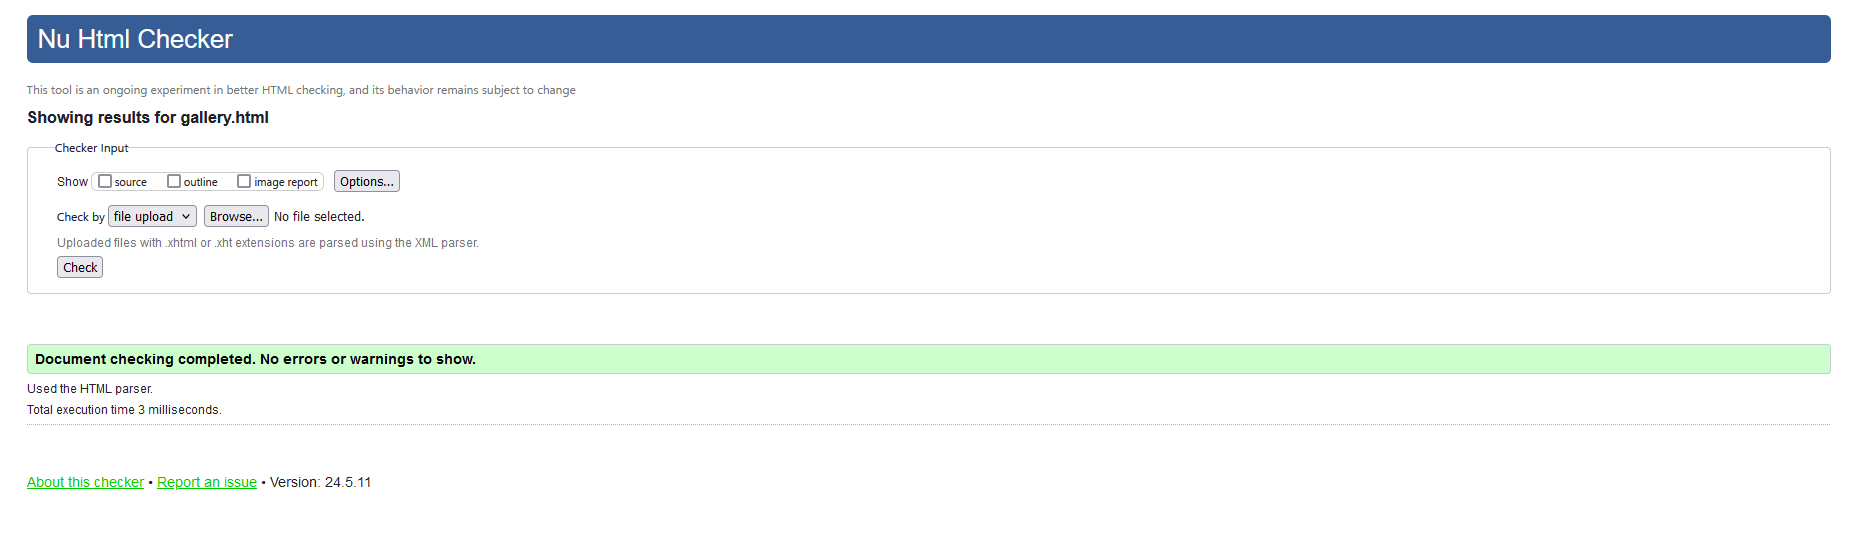 Nu Html Checker
This tool is an ongoing experiment in better HTML checking, and its behavior remains subject to change
Showing results for gallery.html
Checker Input
Show source outline image report Options...
Check by file upload Browse... No file selected.
Uploaded files with .xhtml or .xht extensions are parsed using the XML parser.
Check
Document checking completed. No errors or warnings to show.
Used the HTML parser.
Total execution time 3 milliseconds.
About this checker • Report an issue • Version: 24.5.11